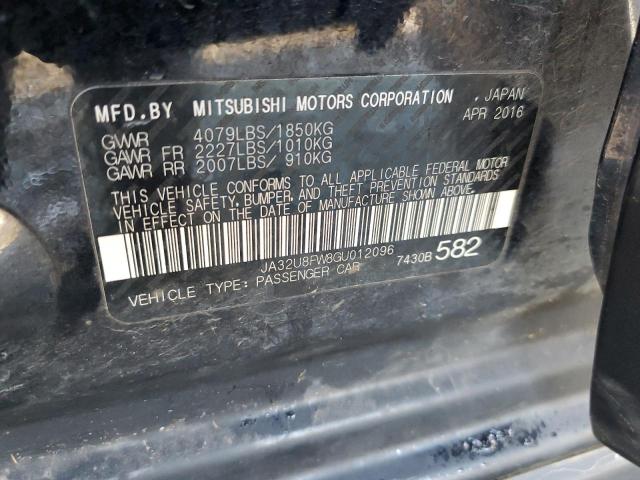 MFD.BY MITSUBISHI MOTORS CORPORATION , JAPAN
GVWR 4079LBS/1850KG APR 2016
GAWR FR 2227LBS/1010KG
GAWR RR 2007LBS/ 910KG
THIS VEHICLE CONFORMS TO ALL APPLICABLE FEDERAL MOTOR
VEHICLE SAFETY, BUMPER, AND THEFT PREVENTION STANDARDS
IN EFFECT ON THE DATE OF MANUFACTURE SHOWN ABOVE.
JA32U8FW8GU012096 7430B 582
VEHICLE TYPE: PASSENGER CAR